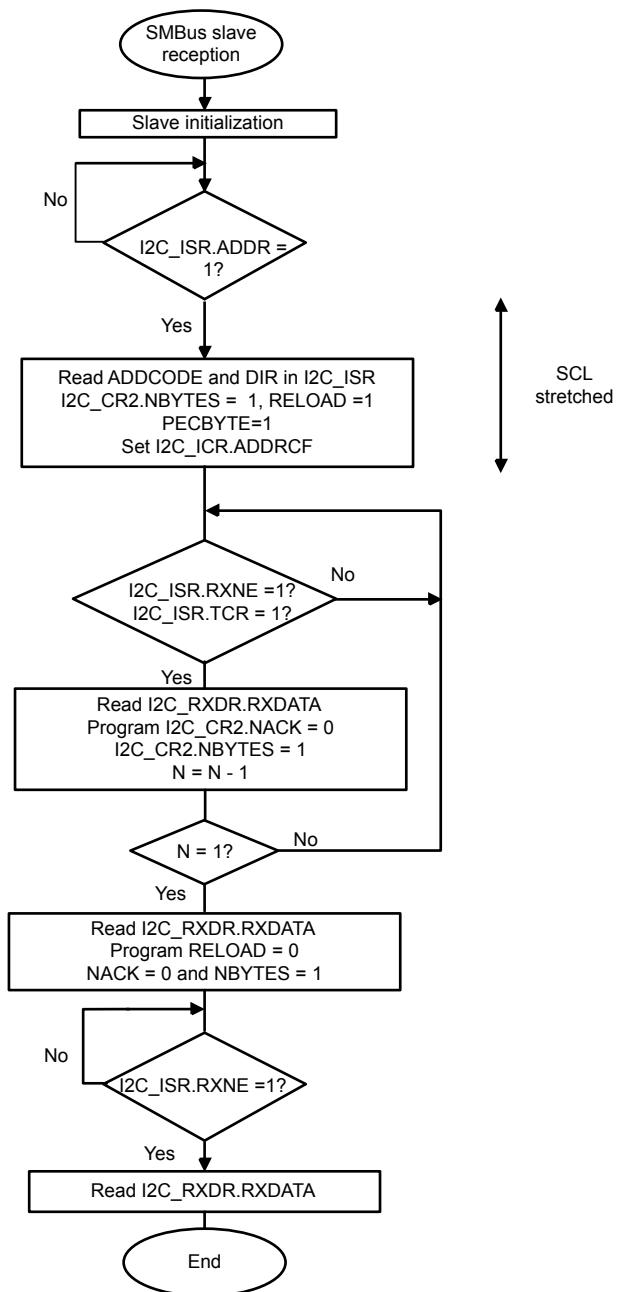 SMBus slave
reception
Slave initialization
No
I2C_ISR.ADDR =
1?
Yes
SCL
stretched
Read ADDCODE and DIR in I2C_ISR
I2C_CR2.NBYTES = 1, RELOAD =1
PECBYTE=1
Set I2C_ICR.ADDRCF
I2C_ISR.RXNE =1?
I2C_ISR.TCR = 1?
No
Yes
Read I2C_RXDR.RXDATA
Program I2C_CR2.NACK = 0
I2C_CR2.NBYTES = 1
N = N - 1
N = 1?
No
Yes
Read I2C_RXDR.RXDATA
Program RELOAD = 0
NACK = 0 and NBYTES = 1
No
I2C_ISR.RXNE =1?
Yes
Read I2C_RXDR.RXDATA
End